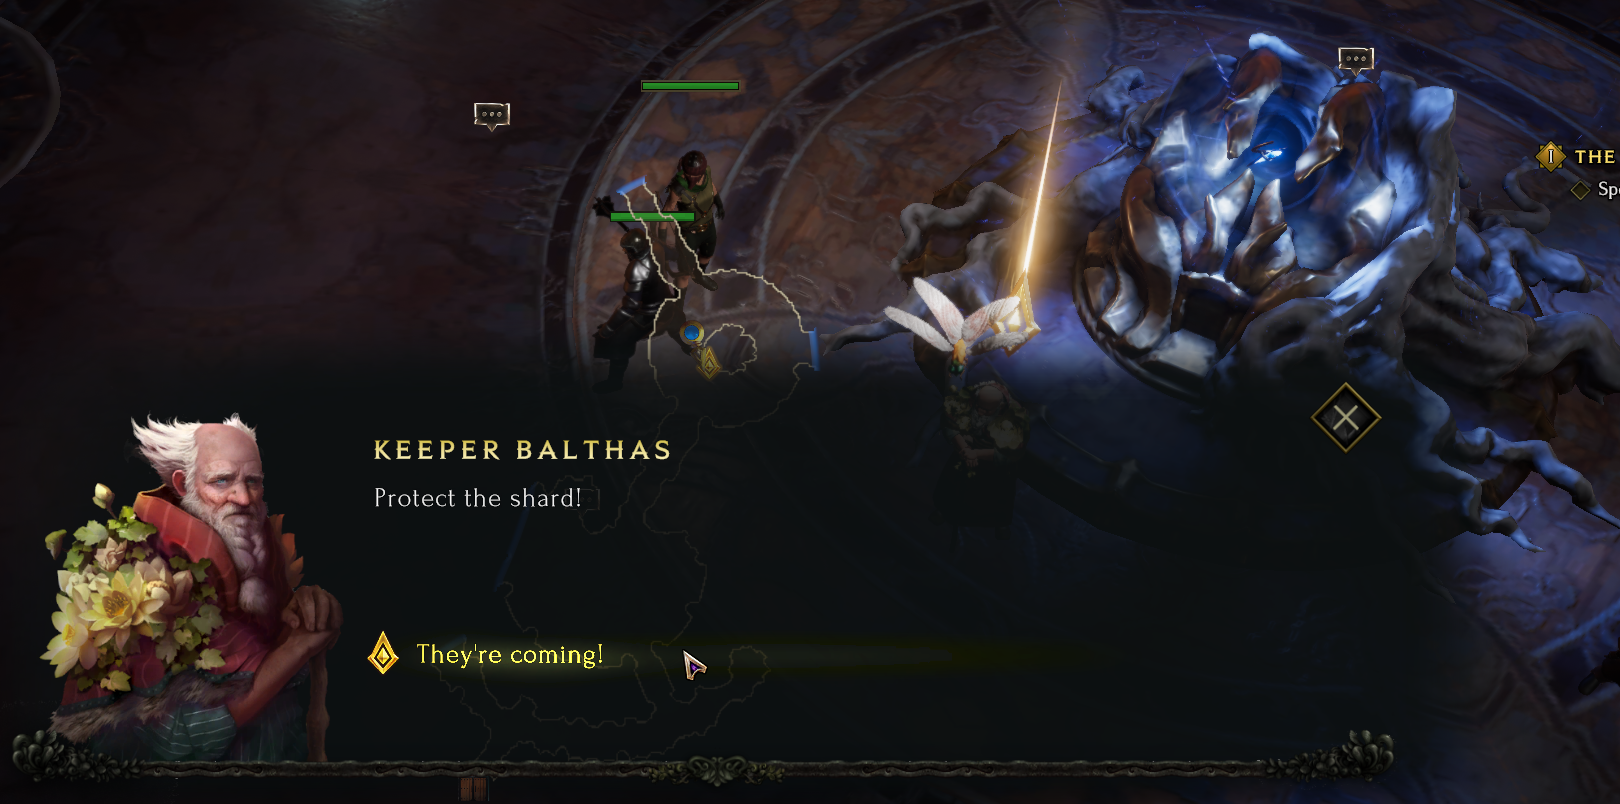 I THE
KEEPER BALTHAS
Protect the shard!
They're coming!